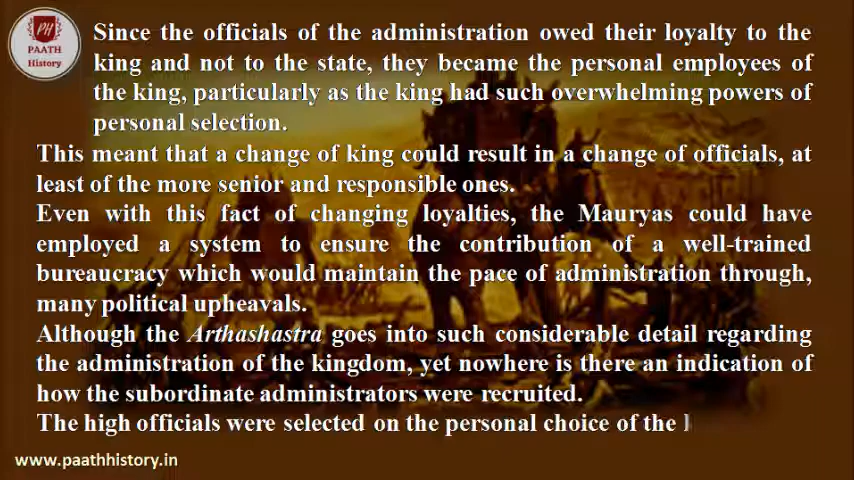 PH
PAATH
History
Since the officials of the administration owed their loyalty to the
king and not to the state, they became the personal employees of
the king, particularly as the king had such overwhelming powers of
personal selection.
This meant that a change of king could result in a change of officials, at
least of the more senior and responsible ones.
Even with this fact of changing loyalties, the Mauryas could have
employed a system to ensure the contribution of a well-trained
bureaucracy which would maintain the pace of administration through,
many political upheavals.
Although the Arthashastra goes into such considerable detail regarding
the administration of the kingdom, yet nowhere is there an indication of
how the subordinate administrators were recruited.
The high officials were selected on the personal choice of the
www.paathhistory.in